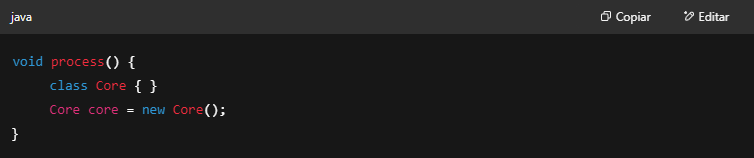 java
Copiar
Editar
void process() {
    class Core { }
    Core core = new Core();
}